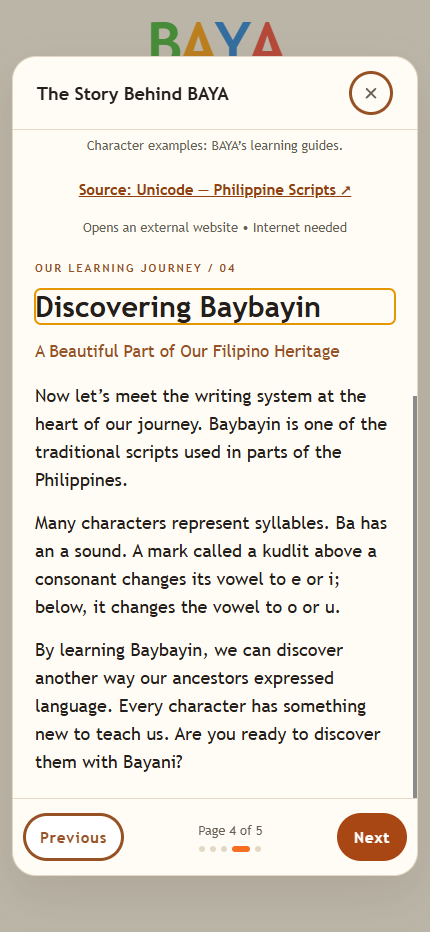 BAYA
The Story Behind BAYA
Character examples: BAYA’s learning guides.
Source: Unicode — Philippine Scripts ↗
Opens an external website • Internet needed
OUR LEARNING JOURNEY / 04
Discovering Baybayin
A Beautiful Part of Our Filipino Heritage
Now let’s meet the writing system at the
heart of our journey. Baybayin is one of the
traditional scripts used in parts of the
Philippines.
Many characters represent syllables. Ba has
an a sound. A mark called a kudlit above a
consonant changes its vowel to e or i;
below, it changes the vowel to o or u.
By learning Baybayin, we can discover
another way our ancestors expressed
language. Every character has something
new to teach us. Are you ready to discover
them with Bayani?
Previous
Page 4 of 5
Next